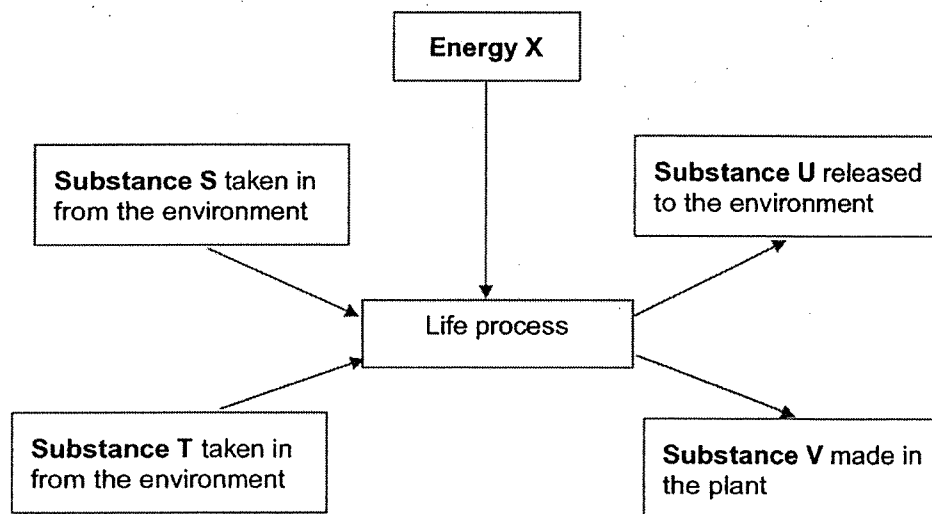 Energy X
Substance S taken in
from the environment
Substance U released
to the environment
Life process
Substance T taken in
from the environment
Substance V made in
the plant